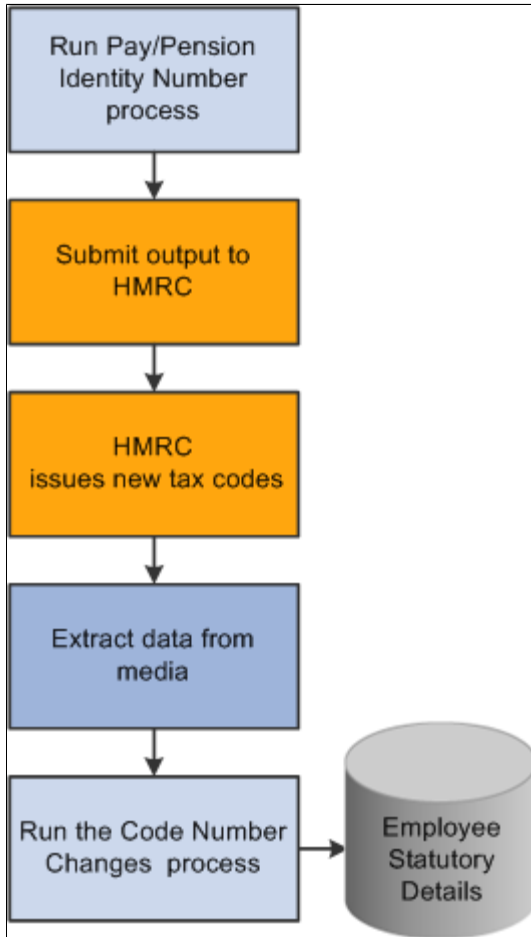 Run Pay/Pension
Identity Number
process
Submit output to
HMRC
HMRC
issues new tax codes
Extract data from
media
Run the Code Number
Changes process
Employee
Statutory
Details